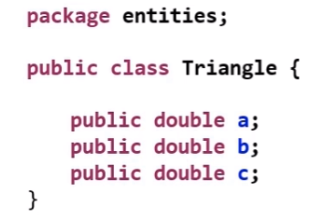 package entities;
public class Triangle {
public double a;
public double b;
public double c;
}